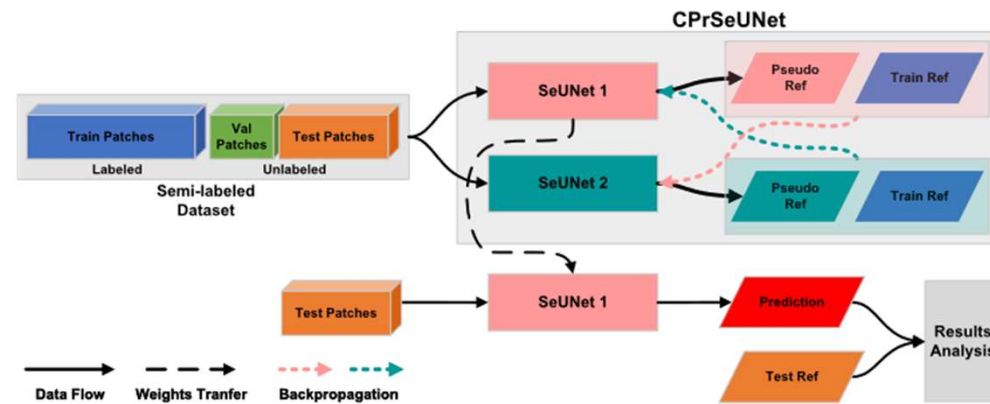 CPrSeUNet
Train Patches
Val
Patches
Test Patches
Labeled
Unlabeled
Semi-labeled
Dataset
SeUNet 1
SeUNet 2
Pseudo
Ref
Train Ref
Pseudo
Ref
Train Ref
Test Patches
SeUNet 1
Prediction
Test Ref
Results
Analysis
Data Flow
Weights Tranfer
Backpropagation